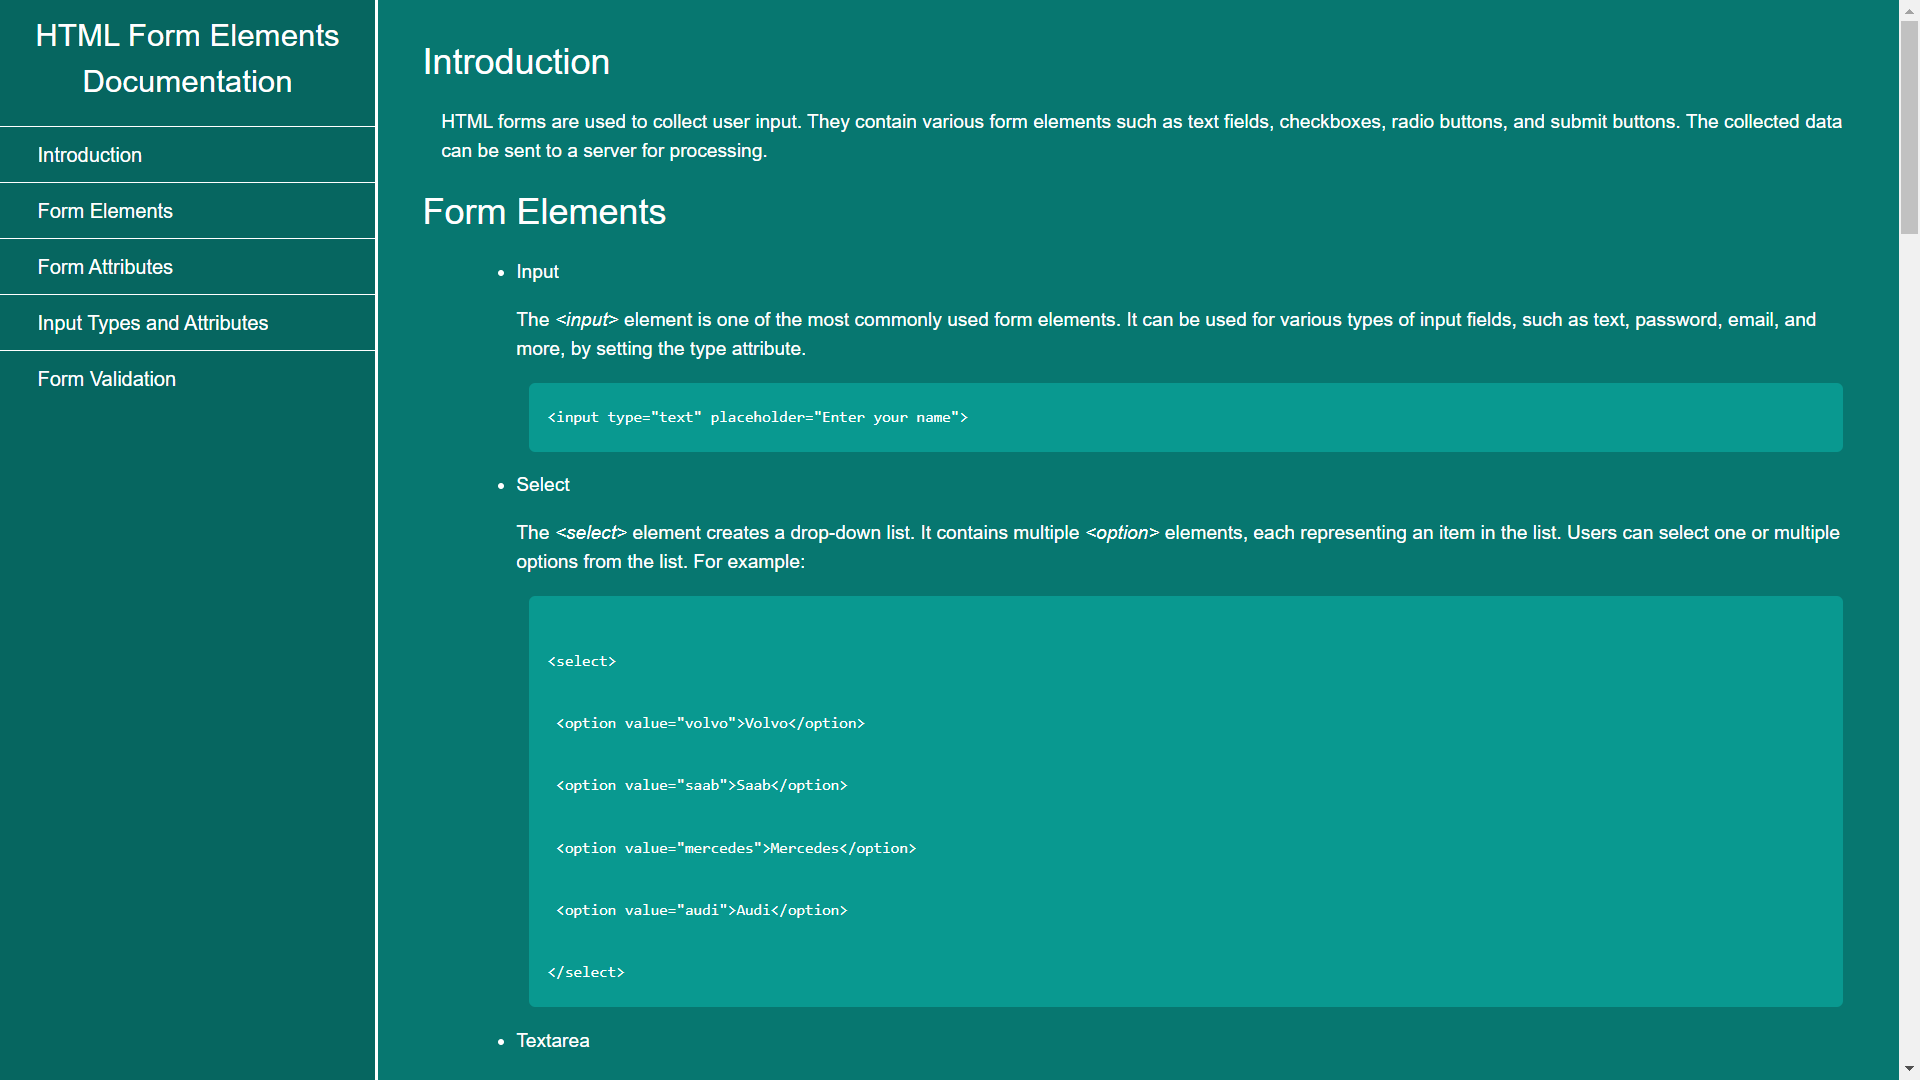 HTML Form Elements
Documentation
Introduction
Form Elements
Form Attributes
Input Types and Attributes
Form Validation
Introduction
HTML forms are used to collect user input. They contain various form elements such as text fields, checkboxes, radio buttons, and submit buttons. The collected data
can be sent to a server for processing.
Form Elements
• Input
The <input> element is one of the most commonly used form elements. It can be used for various types of input fields, such as text, password, email, and
more, by setting the type attribute.
<input type="text" placeholder="Enter your name">
• Select
The <select> element creates a drop-down list. It contains multiple <option> elements, each representing an item in the list. Users can select one or multiple
options from the list. For example:
<select>
<option value="volvo">Volvo</option>
<option value="saab">Saab</option>
<option value="mercedes">Mercedes</option>
<option value="audi">Audi</option>
</select>
• Textarea